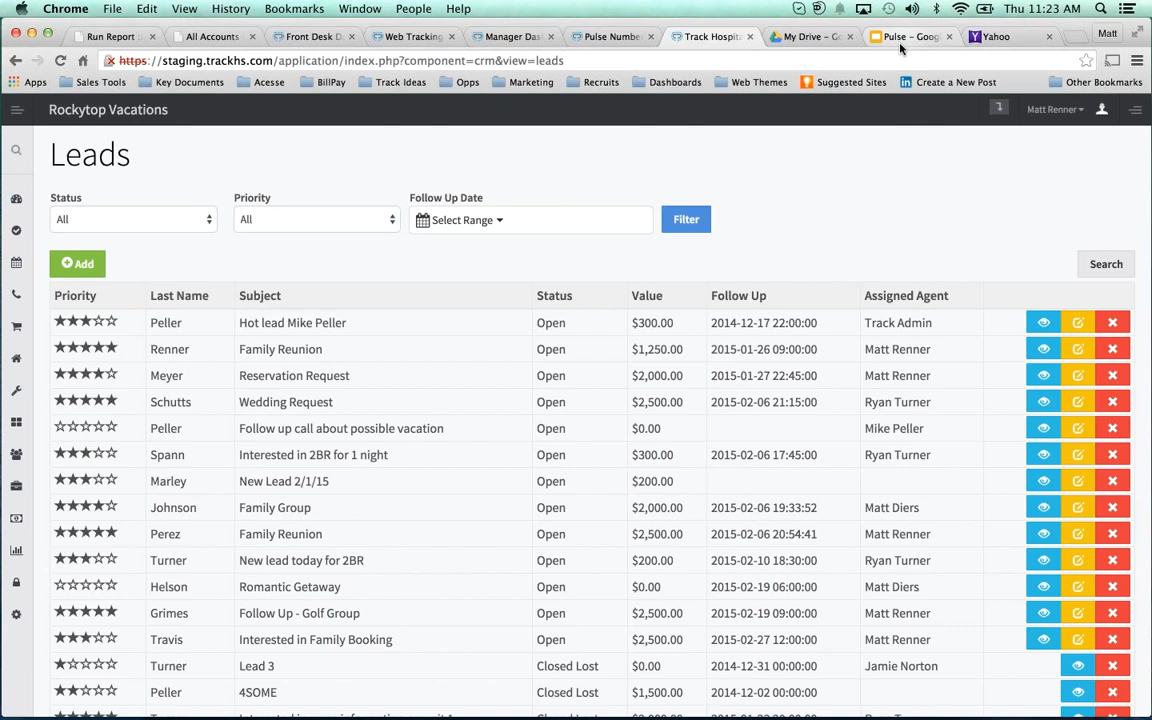 Chrome File Edit View History Bookmarks Window People Help Thu 11:23 AM
Run Report All Accounts Front Desk D Web Tracking Manager Das Pulse Numbe Track Hospita My Drive – Go Pulse – Googl Yahoo Matt
https://staging.trackhs.com/application/index.php?component=crm&view=leads
Apps Sales Tools Key Documents Acesse BillPay Track Ideas Opps Marketing Recruits Dashboards Web Themes Suggested Sites Create a New Post Other Bookmarks
Rockytop Vacations Matt Renner
Leads
Status Priority Follow Up Date
All All Select Range Filter
Add Search
Priority Last Name Subject Status Value Follow Up Assigned Agent
Peller Hot lead Mike Peller Open $300.00 2014-12-17 22:00:00 Track Admin
Renner Family Reunion Open $1,250.00 2015-01-26 09:00:00 Matt Renner
Meyer Reservation Request Open $2,000.00 2015-01-27 22:45:00 Matt Renner
Schutts Wedding Request Open $2,500.00 2015-02-06 21:15:00 Ryan Turner
Peller Follow up call about possible vacation Open $0.00 Mike Peller
Spann Interested in 2BR for 1 night Open $300.00 2015-02-06 17:45:00 Ryan Turner
Marley New Lead 2/1/15 Open $200.00
Johnson Family Group Open $2,000.00 2015-02-06 19:33:52 Matt Diers
Perez Family Reunion Open $2,500.00 2015-02-06 20:54:41 Matt Renner
Turner New lead today for 2BR Open $200.00 2015-02-10 18:30:00 Ryan Turner
Helson Romantic Getaway Open $0.00 2015-02-19 06:00:00 Matt Diers
Grimes Follow Up - Golf Group Open $2,500.00 2015-02-19 09:00:00 Matt Renner
Travis Interested in Family Booking Open $2,500.00 2015-02-27 12:00:00 Matt Renner
Turner Lead 3 Closed Lost $0.00 2014-12-31 00:00:00 Jamie Norton
Peller 4SOME Closed Lost $1,500.00 2014-12-02 00:00:00